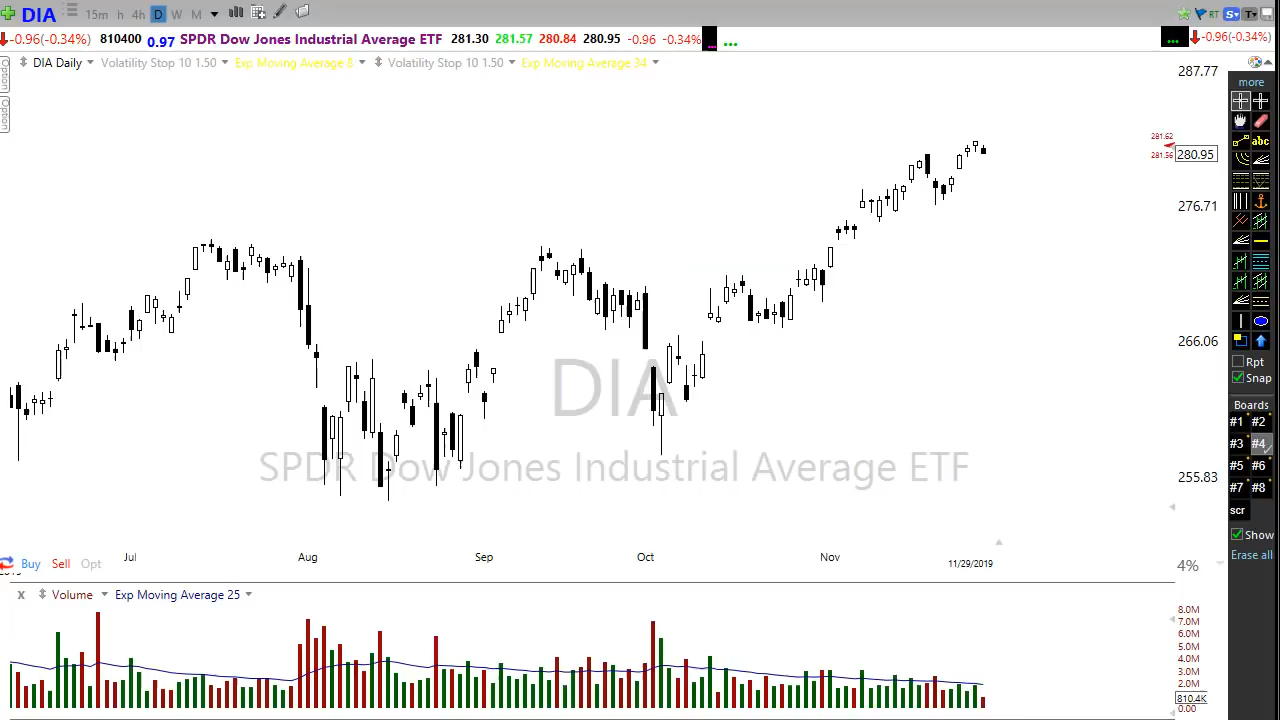 DIA 15m h 4h D W M RT S T
-0.96(-0.34%) 810400 0.97 SPDR Dow Jones Industrial Average ETF 281.30 281.57 280.84 280.95 -0.96 -0.34% ... ... ... -0.96(-0.34%)
DIA Daily Volatility Stop 10 1.50 Exp Moving Average 8 Volatility Stop 10 1.50 Exp Moving Average 34
Option
Option
287.77
281.62
281.56
280.95
276.71
266.06
255.83
4%
DIA
SPDR Dow Jones Industrial Average ETF
Jul Aug Sep Oct Nov 11/29/2019
Buy Sell Opt
X Volume Exp Moving Average 25
8.0M
7.0M
6.0M
5.0M
4.0M
3.0M
2.0M
810.4K
0.00
more
abc
Rpt
Snap
Boards
#1 #2
#3 #4
#5 #6
#7 #8
scr
Show
Erase all